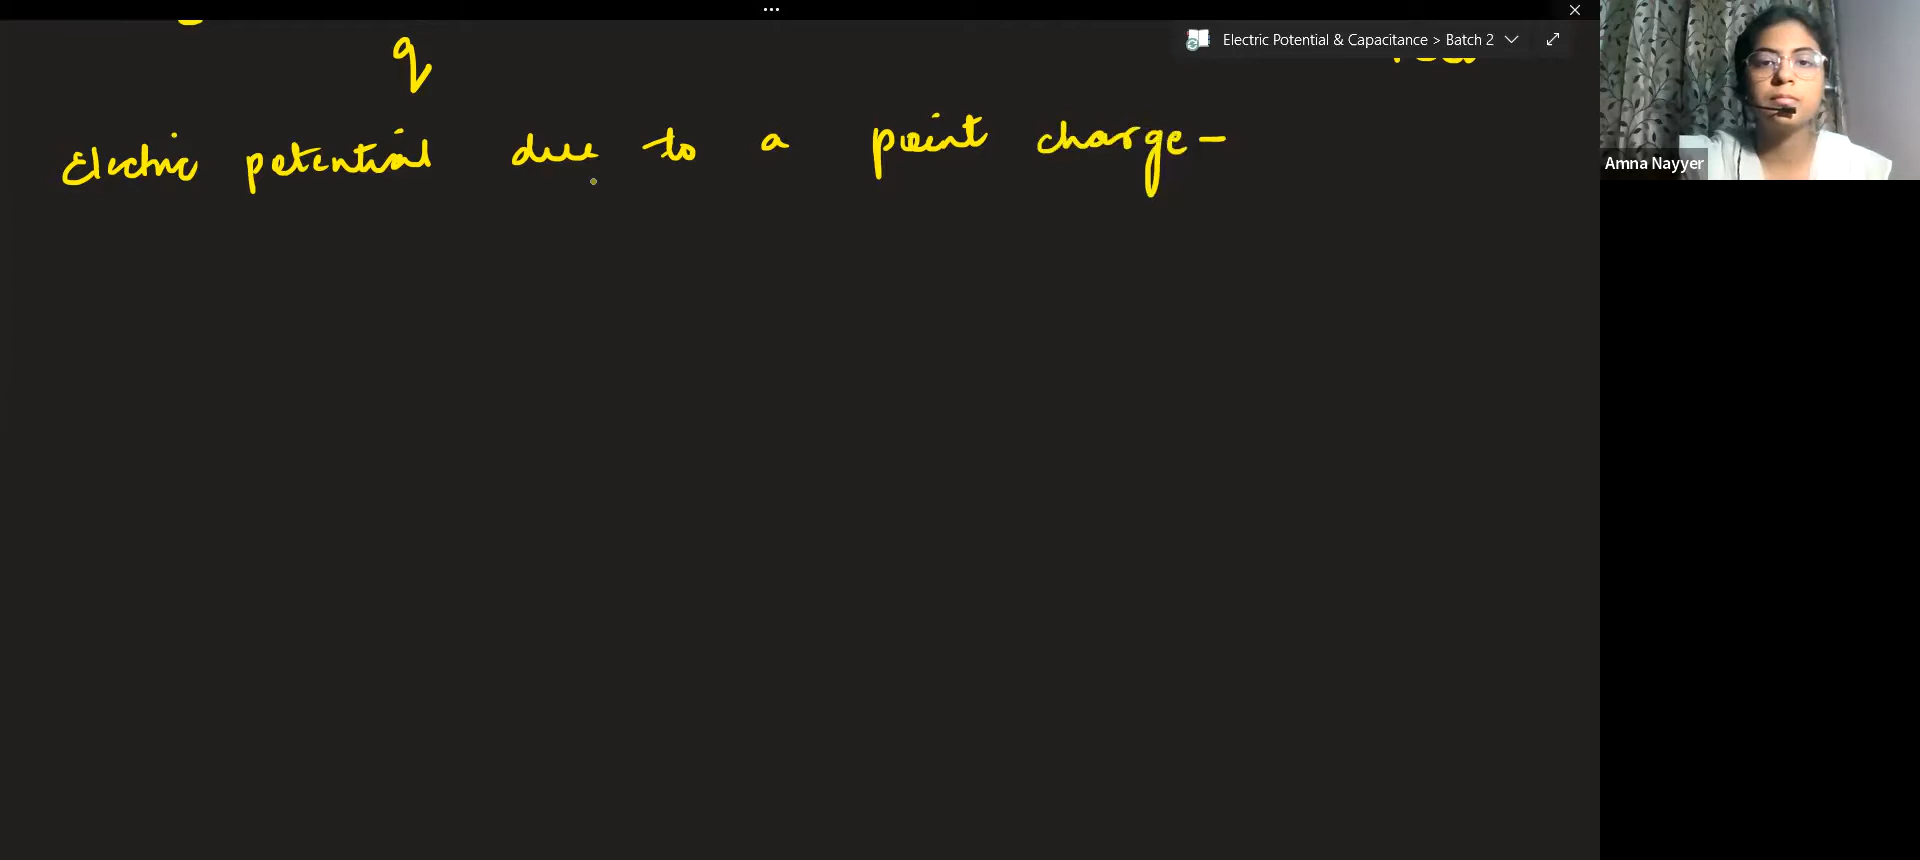 Electric Potential & Capacitance > Batch 2
q
Electric potential due to a point charge -
Amna Nayyer